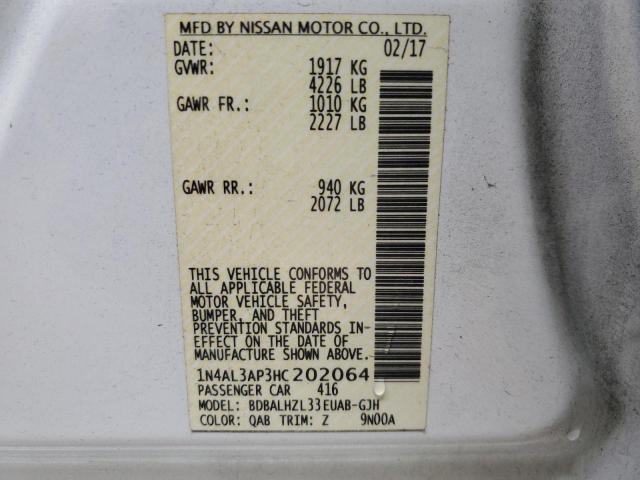 MFD BY NISSAN MOTOR CO., LTD.
DATE: 02/17
GVWR: 1917 KG
4226 LB
GAWR FR.: 1010 KG
2227 LB
GAWR RR.: 940 KG
2072 LB
THIS VEHICLE CONFORMS TO
ALL APPLICABLE FEDERAL
MOTOR VEHICLE SAFETY,
BUMPER, AND THEFT
PREVENTION STANDARDS IN-
EFFECT ON THE DATE OF
MANUFACTURE SHOWN ABOVE.
1N4AL3AP3HC202064
PASSENGER CAR 416
MODEL: BDBALHZL33EUAB-GJH
COLOR: QAB TRIM: Z 9N00A